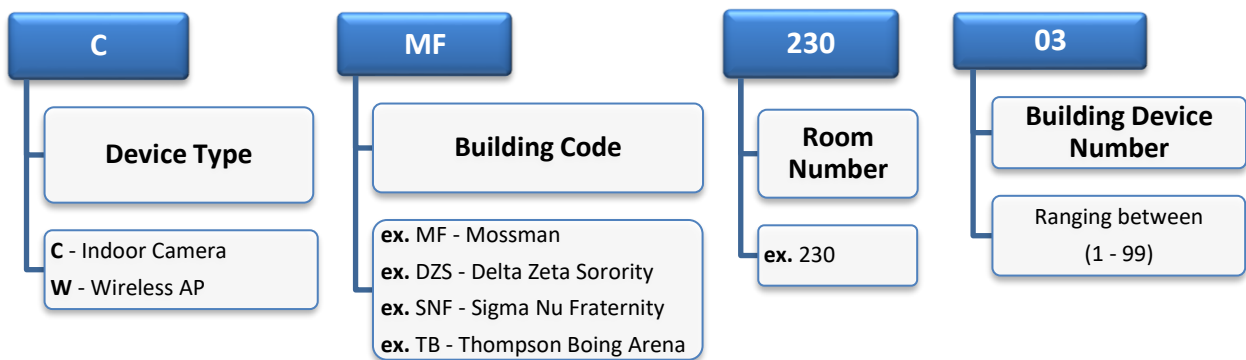 C
Device Type
C - Indoor Camera
W - Wireless AP
MF
Building Code
ex. MF - Mossman
ex. DZS - Delta Zeta Sorority
ex. SNF - Sigma Nu Fraternity
ex. TB - Thompson Boing Arena
230
Room
Number
ex. 230
03
Building Device
Number
Ranging between
(1 - 99)